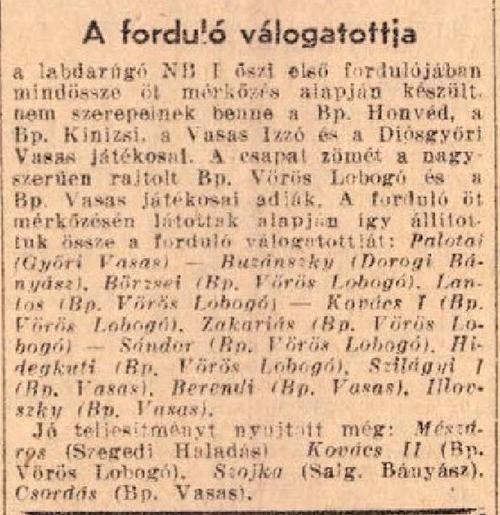 A forduló válogatottja
a labdarúgó NB I őszi első fordulójában
mindössze öt mérkőzés alapján készült,
nem szerepelnek benne a Bp. Honvéd, a
Bp. Kinizsi, a Vasas Izzó és a Diósgyőri
Vasas játékosai. A csapat zömét a nagy-
szerűen rajtolt Bp. Vörös Lobogó és a
Bp. Vasas játékosai adják. A forduló öt
mérkőzésén látottak alapján így állítot-
tuk össze a forduló válogatottját: Palotai
(Győri Vasas) — Buzánszky (Dorogi Bá-
nyász), Börzsei (Bp. Vörös Lobogó), Lan-
tos (Bp. Vörös Lobogó) — Kovács I (Bp.
Vörös Lobogó), Zakariás (Bp. Vörös Lo-
bogó) — Sándor (Bp. Vörös Lobogó), Hi-
degkuti (Bp. Vörös Lobogó), Szilágyi I
(Bp. Vasas), Berendi (Bp. Vasas), Illov-
szky (Bp. Vasas).
Jó teljesítményt nyujtott még: Mészá-
ros (Szegedi Haladás) Kovács II (Bp.
Vörös Lobogó), Szojka (Salg. Bányász),
Csordás (Bp. Vasas).